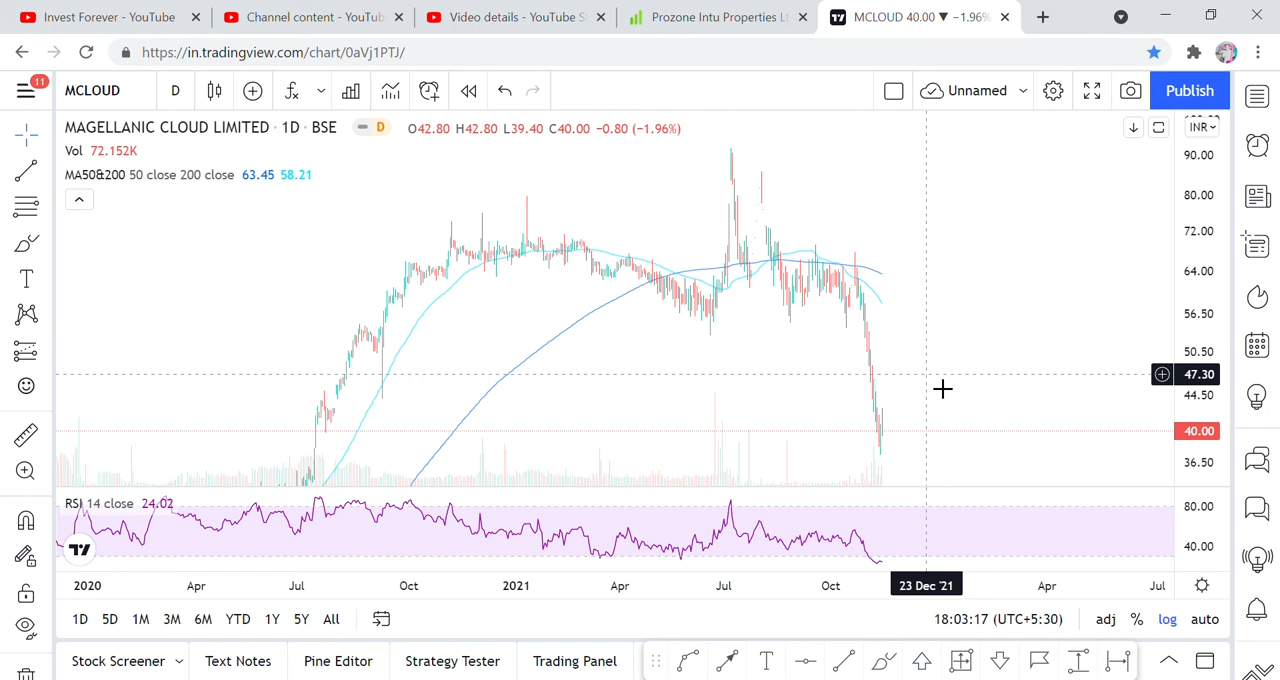 Invest Forever - YouTube
Channel content - YouTub
Video details - YouTube S
Prozone Intu Properties L
MCLOUD 40.00 ▼ −1.96%
https://in.tradingview.com/chart/0aVj1PTJ/
11
MCLOUD
D
Unnamed
Publish
MAGELLANIC CLOUD LIMITED · 1D · BSE
D
O42.80 H42.80 L39.40 C40.00 −0.80 (−1.96%)
INR
Vol 72.152K
MA50&200 50 close 200 close 63.45 58.21
90.00
80.00
72.00
64.00
56.50
50.50
47.30
44.50
40.00
36.50
RSI 14 close 24.02
80.00
40.00
2020
Apr
Jul
Oct
2021
Apr
Jul
Oct
23 Dec '21
Apr
Jul
1D 5D 1M 3M 6M YTD 1Y 5Y All
18:03:17 (UTC+5:30)
adj % log auto
Stock Screener
Text Notes
Pine Editor
Strategy Tester
Trading Panel